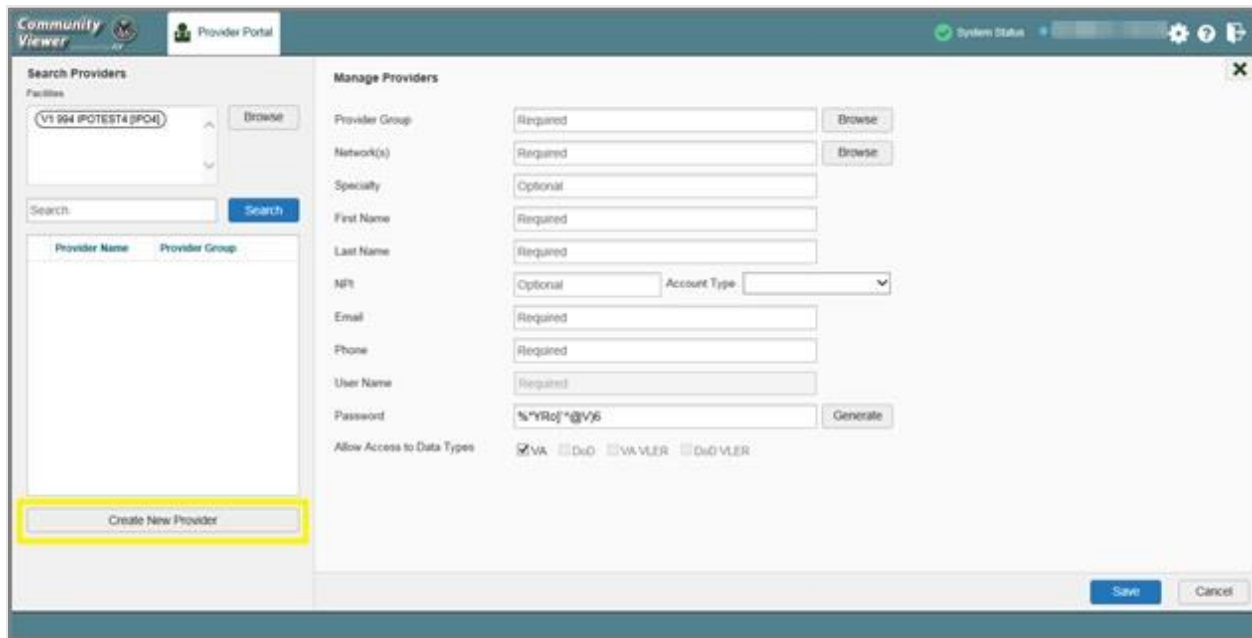 Community
Viewer
Provider Portal
System Status
Search Providers
Facilities
V1 994 IPOTEST4 [IPO4]
Browse
Search
Search
Provider Name Provider Group
Create New Provider
Manage Providers
Provider Group Required Browse
Network(s) Required Browse
Specialty Optional
First Name Required
Last Name Required
NPI Optional Account Type
Email Required
Phone Required
User Name Required
Password Generate
Allow Access to Data Types VA DoD VA VLER DoD VLER
Save Cancel